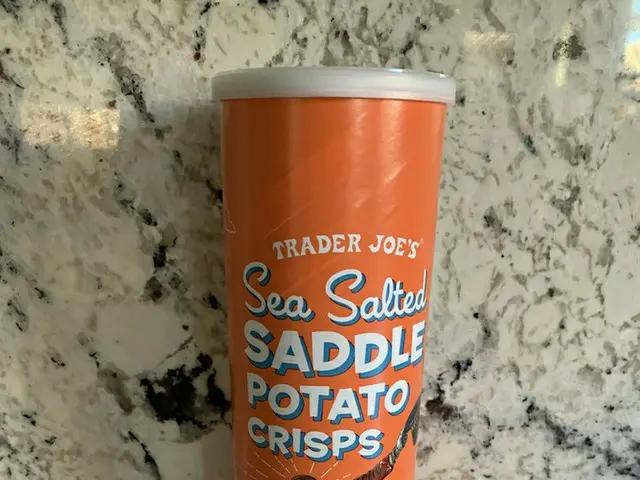 TRADER JOE'S®
Sea Salted
SADDLE
POTATO
CRISPS